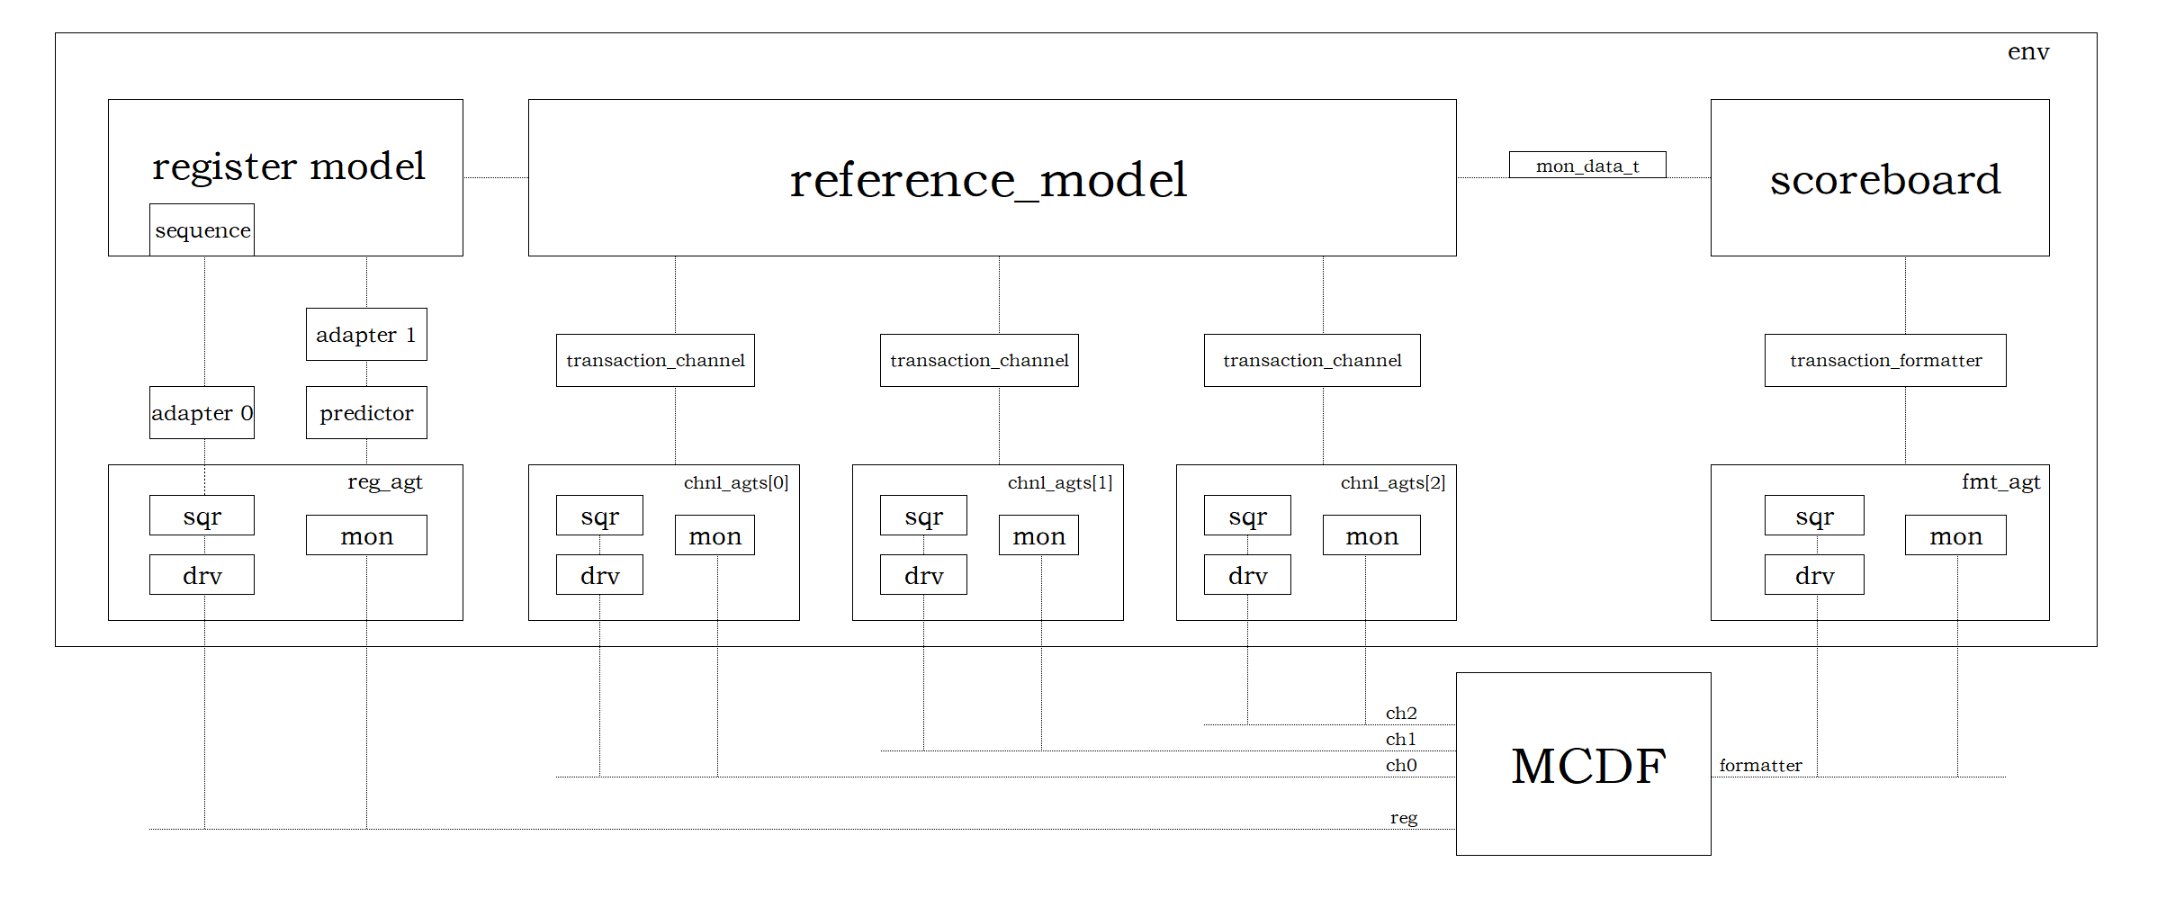 env
register model
reference_model
mon_data_t
scoreboard
sequence
adapter 1
transaction_channel
transaction_channel
transaction_channel
transaction_formatter
adapter 0
predictor
reg_agt
chnl_agts[0]
chnl_agts[1]
chnl_agts[2]
fmt_agt
sqr
mon
drv
sqr
mon
drv
sqr
mon
drv
sqr
mon
drv
sqr
mon
drv
ch2
ch1
ch0
reg
MCDF
formatter